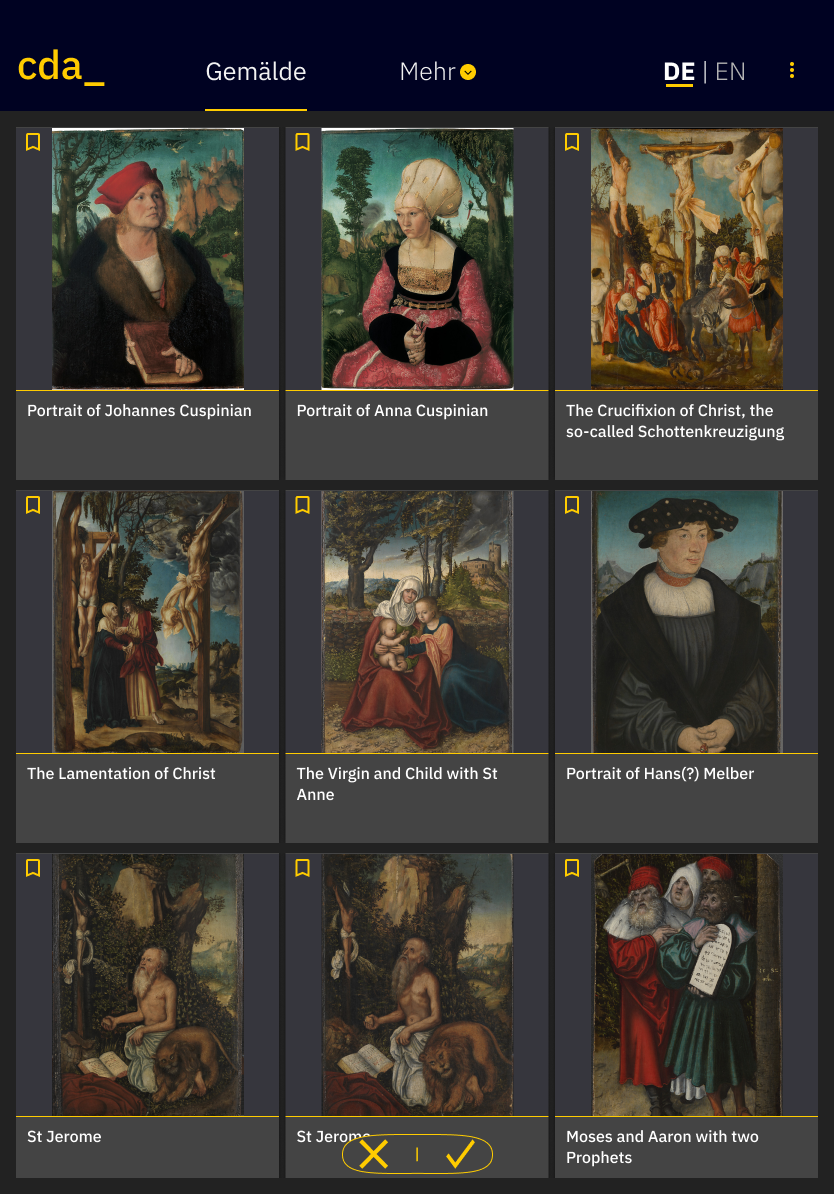 cda_
Gemälde
Mehr
DE | EN
Portrait of Johannes Cuspinian
Portrait of Anna Cuspinian
The Crucifixion of Christ, the
so-called Schottenkreuzigung
The Lamentation of Christ
The Virgin and Child with St
Anne
Portrait of Hans(?) Melber
St Jerome
St Jerome
Moses and Aaron with two
Prophets